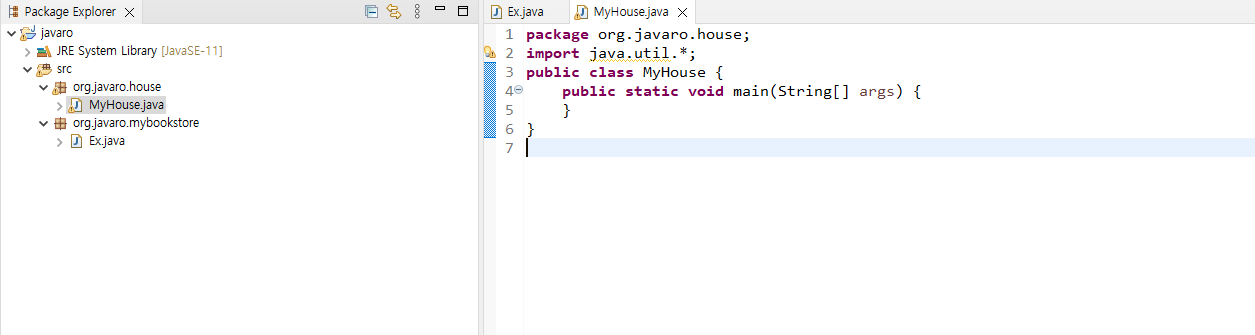 Package Explorer
javaro
JRE System Library [JavaSE-11]
src
org.javaro.house
MyHouse.java
org.javaro.mybookstore
Ex.java
Ex.java
MyHouse.java
1 package org.javaro.house;
2 import java.util.*;
3 public class MyHouse {
4 public static void main(String[] args) {
5 }
6 }
7